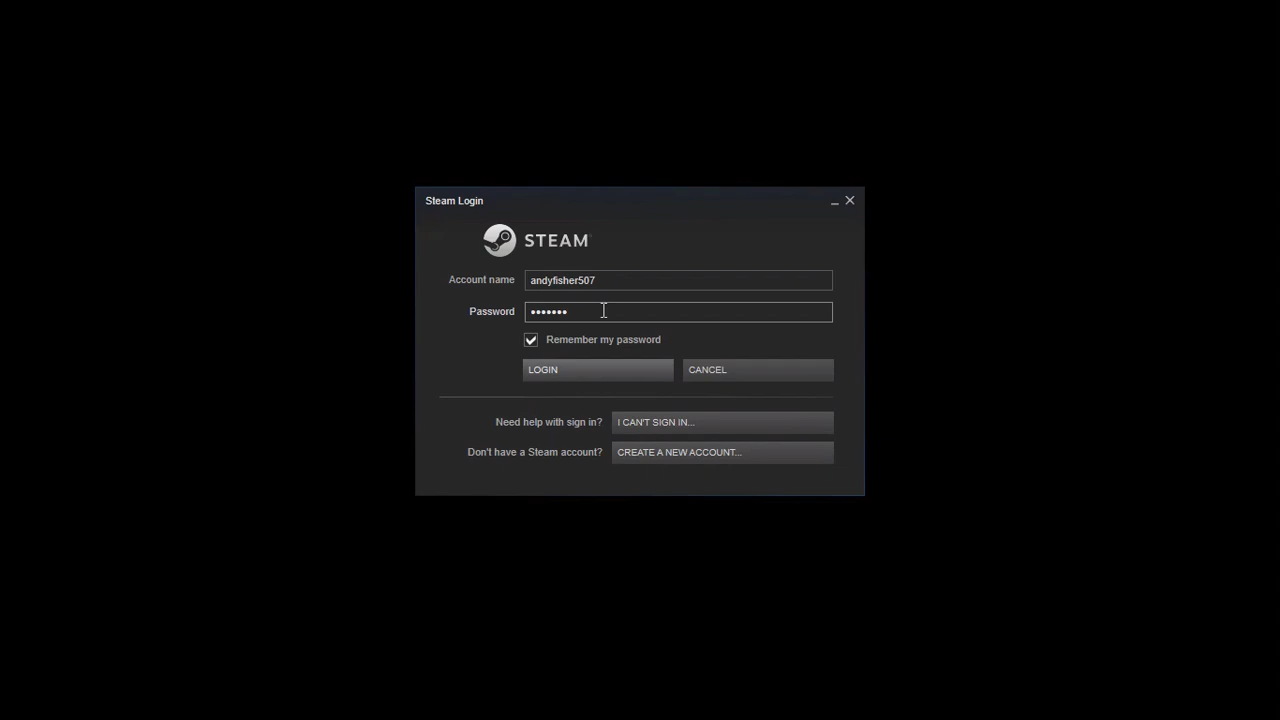 Steam Login
STEAM
Account name andyfisher507
Password •••••••
Remember my password
LOGIN CANCEL
Need help with sign in? I CAN'T SIGN IN...
Don't have a Steam account? CREATE A NEW ACCOUNT...